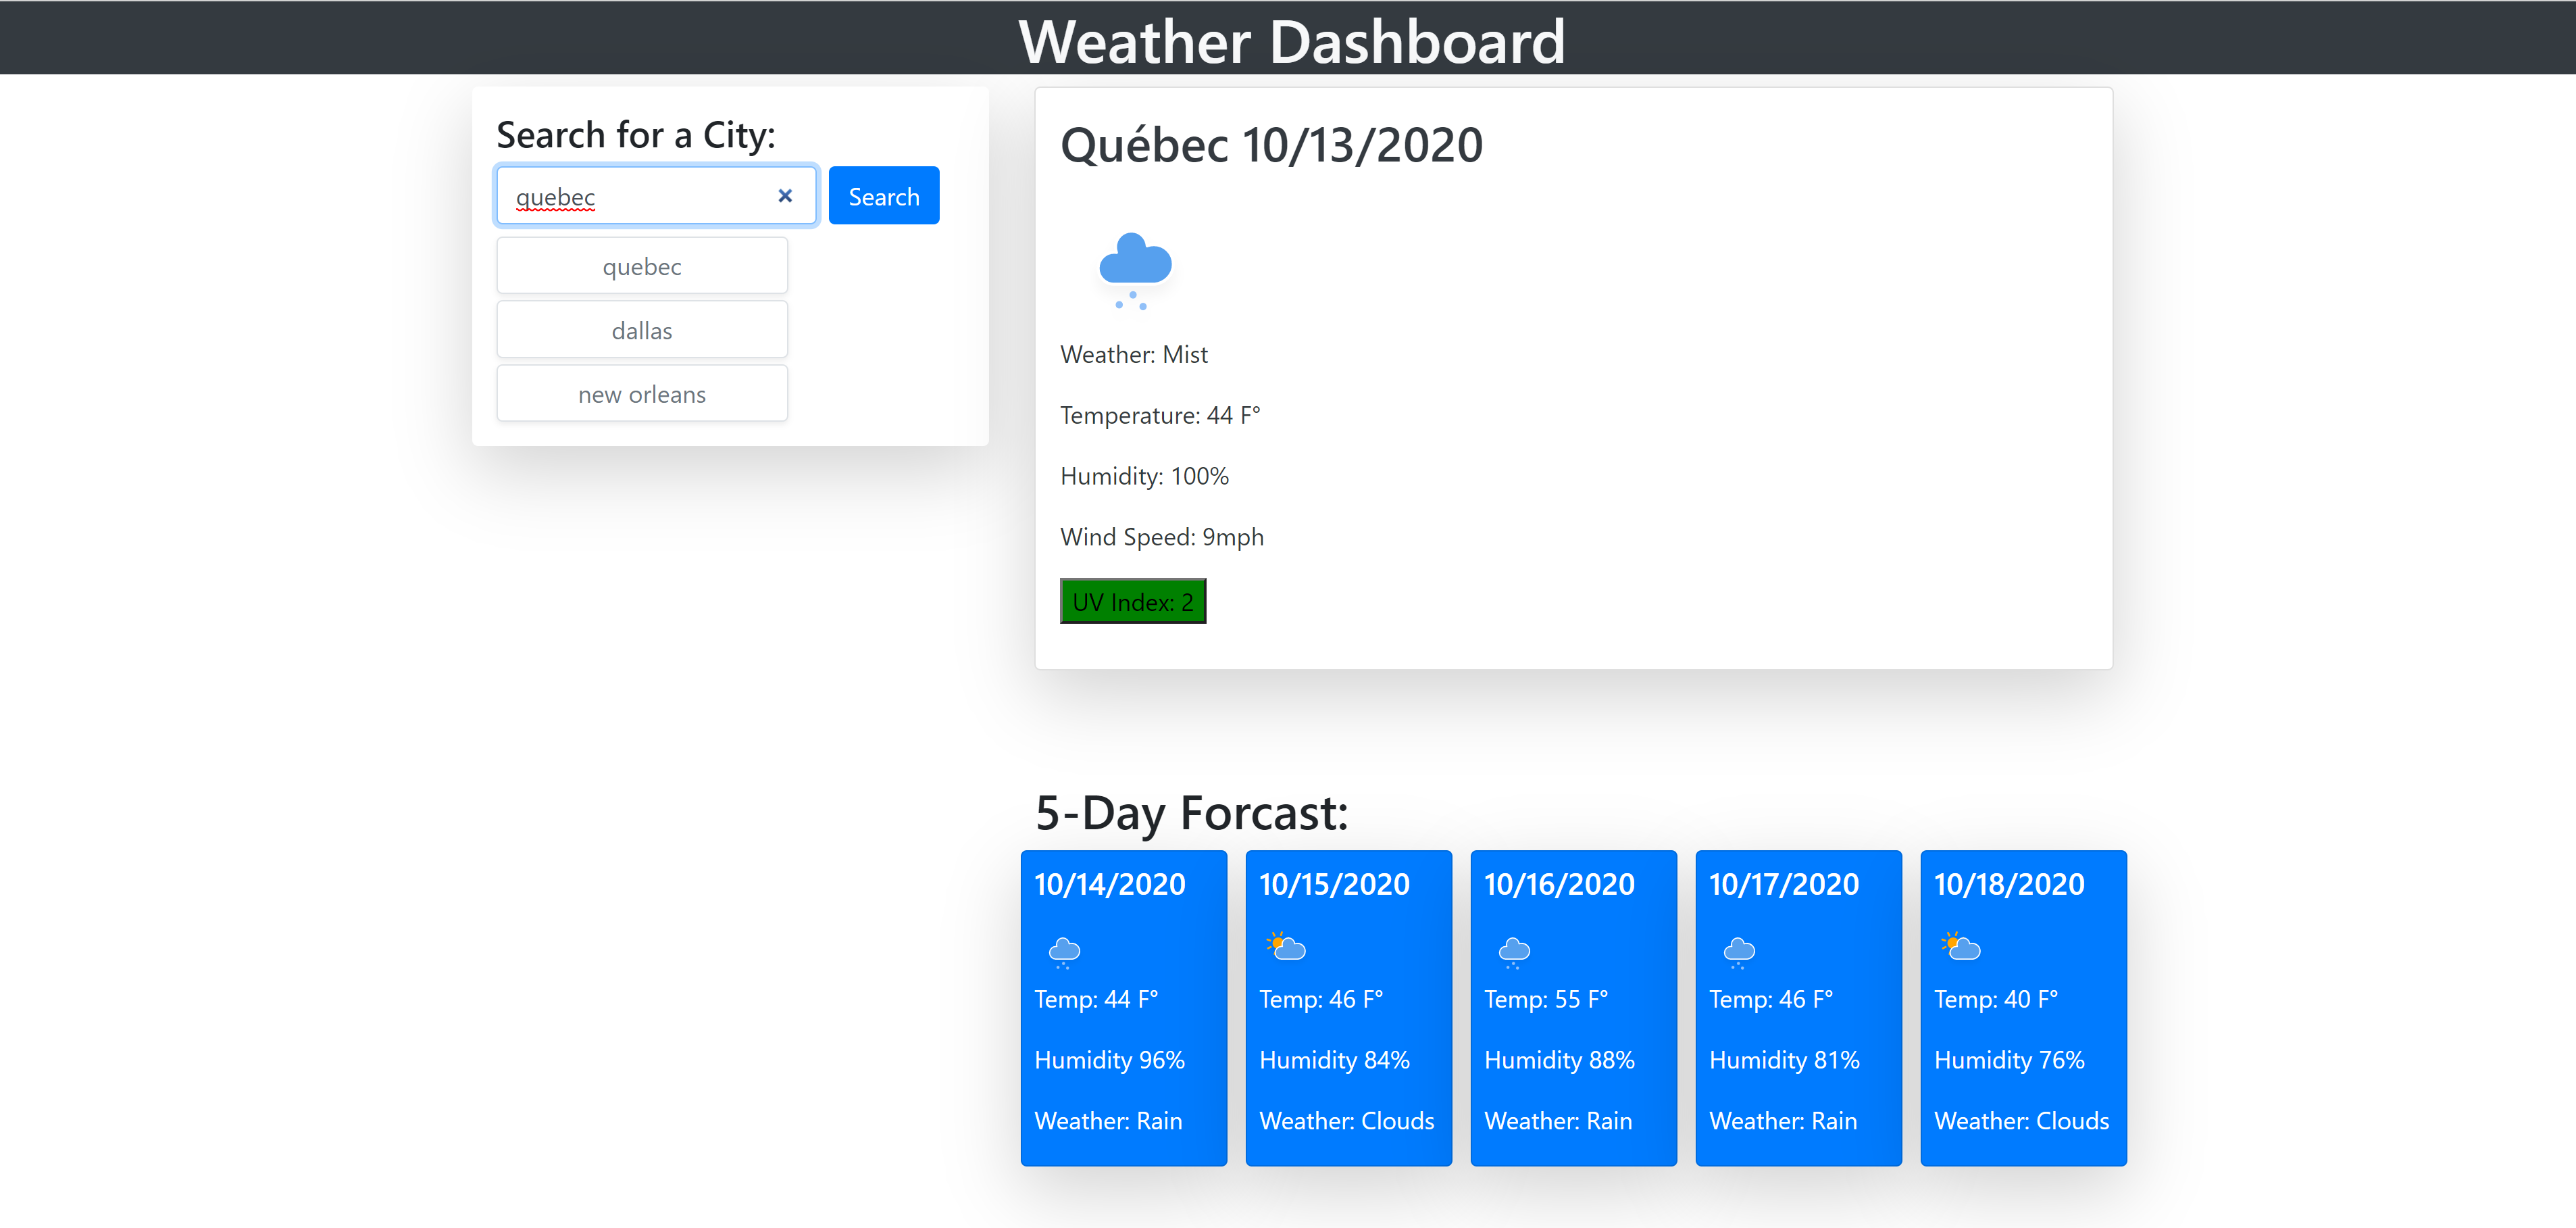 Weather Dashboard
Search for a City:
quebec
Search
quebec
dallas
new orleans
Québec 10/13/2020
Weather: Mist
Temperature: 44 F°
Humidity: 100%
Wind Speed: 9mph
UV Index: 2
5-Day Forcast:
10/14/2020
Temp: 44 F°
Humidity 96%
Weather: Rain
10/15/2020
Temp: 46 F°
Humidity 84%
Weather: Clouds
10/16/2020
Temp: 55 F°
Humidity 88%
Weather: Rain
10/17/2020
Temp: 46 F°
Humidity 81%
Weather: Rain
10/18/2020
Temp: 40 F°
Humidity 76%
Weather: Clouds